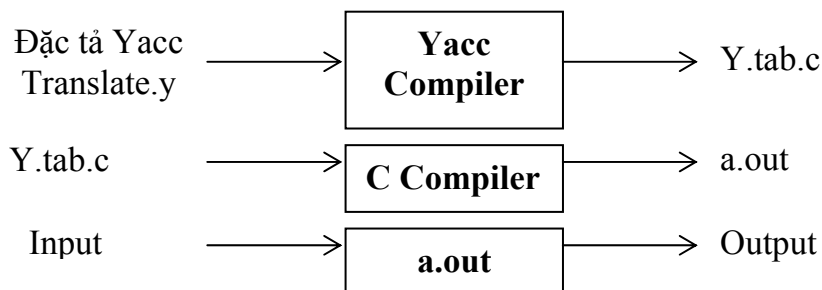 Đặc tả Yacc
Translate.y
Yacc
Compiler
Y.tab.c
Y.tab.c
C Compiler
a.out
Input
a.out
Output